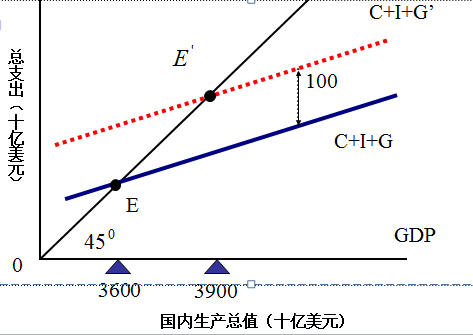 C+I+G’
E'
总支出（十亿美元）
100
C+I+G
E
45⁰
GDP
0
3600
3900
国内生产总值（十亿美元）